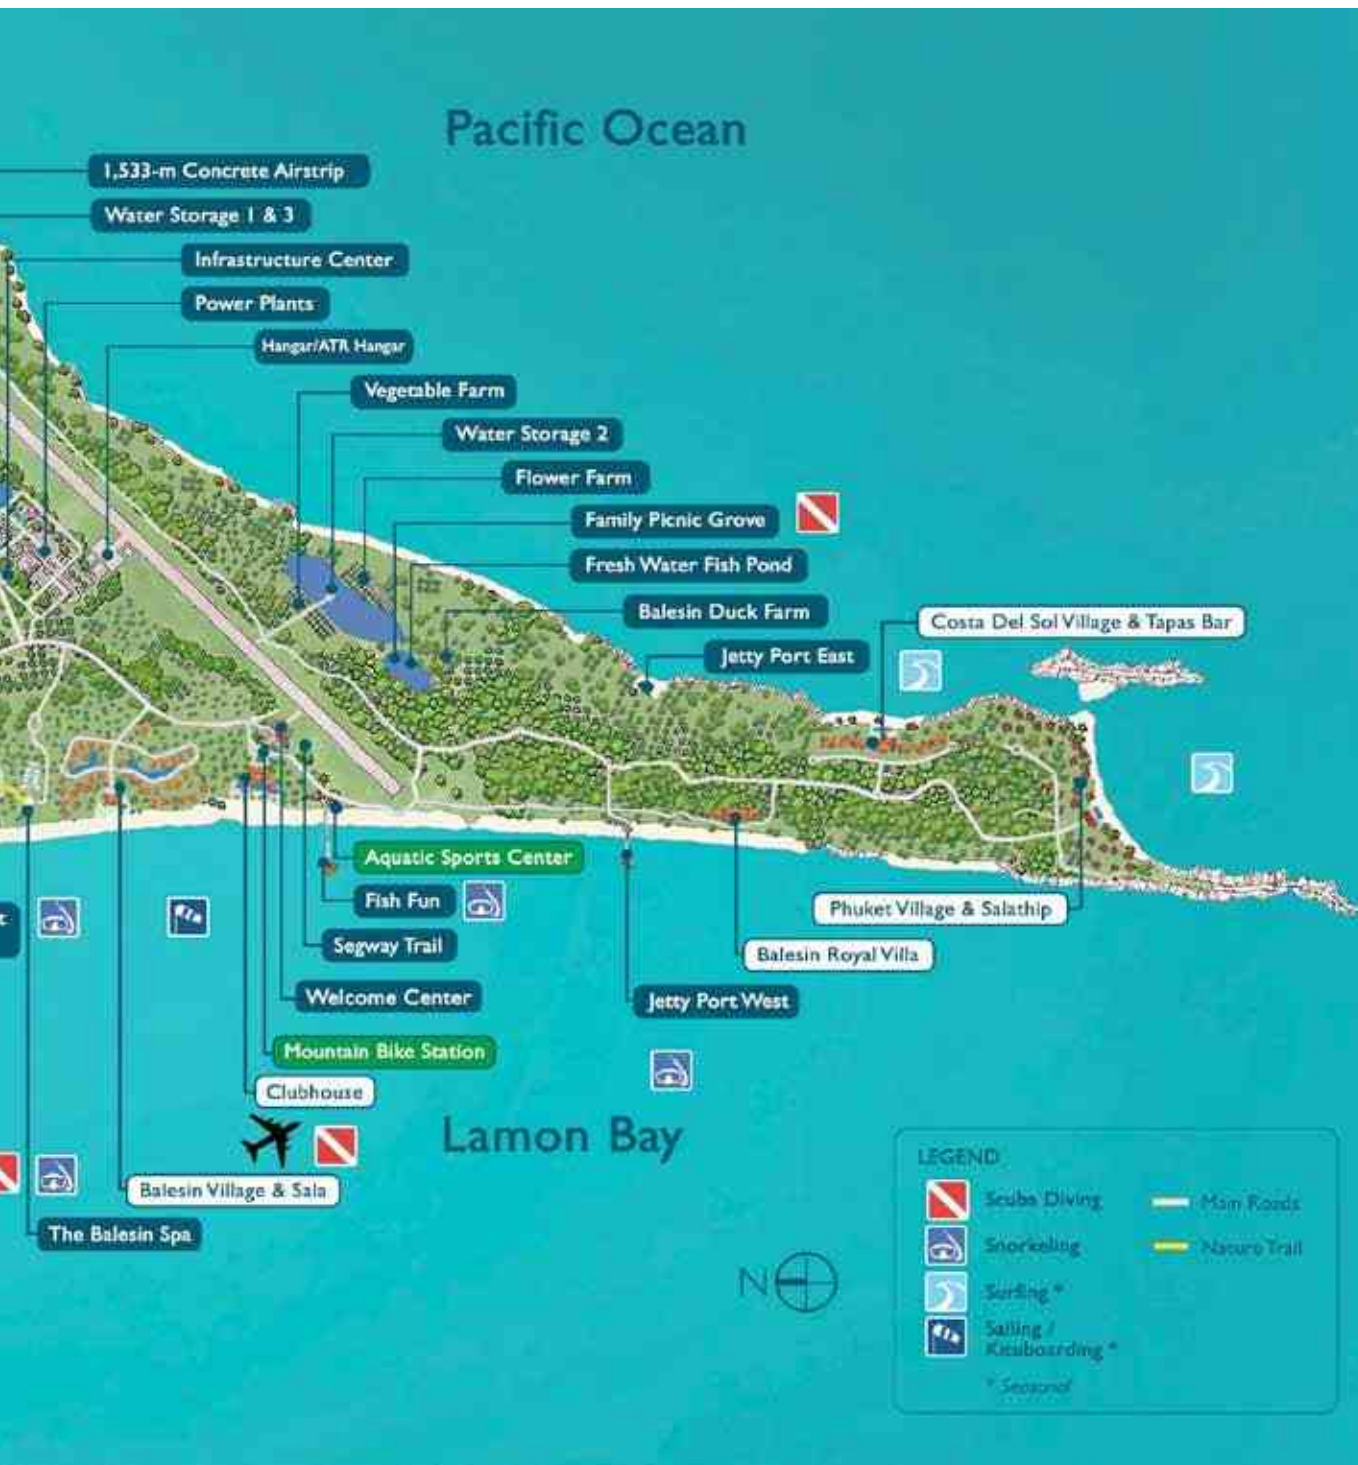 Pacific Ocean
1,533-m Concrete Airstrip
Water Storage 1 & 3
Infrastructure Center
Power Plants
Hangar/ATR Hangar
Vegetable Farm
Water Storage 2
Flower Farm
Family Picnic Grove
Fresh Water Fish Pond
Balesin Duck Farm
Costa Del Sol Village & Tapas Bar
Jetty Port East
Aquatic Sports Center
Fish Fun
Phuket Village & Salathip
Segway Trail
Balesin Royal Villa
Welcome Center
Jetty Port West
Mountain Bike Station
Clubhouse
Lamon Bay
Balesin Village & Sala
The Balesin Spa
N
LEGEND
Scuba Diving
Snorkeling
Surfing *
Sailing /
Kiteboarding *
* Seasonal
Main Roads
Nature Trail